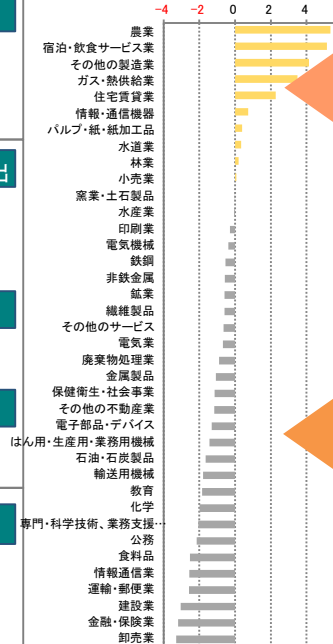 -4 -2 0 2 4
農業
宿泊・飲食サービス業
その他の製造業
ガス・熱供給業
住宅賃貸業
情報・通信機器
パルプ・紙・紙加工品
水道業
林業
小売業
窯業・土石製品
水産業
印刷業
電気機械
鉄鋼
非鉄金属
鉱業
繊維製品
その他のサービス
電気業
廃棄物処理業
金属製品
保健衛生・社会事業
その他の不動産業
電子部品・デバイス
はん用・生産用・業務用機械
石油・石炭製品
輸送用機械
教育
化学
専門・科学技術、業務支援…
公務
食料品
情報通信業
運輸・郵便業
建設業
金融・保険業
卸売業
出